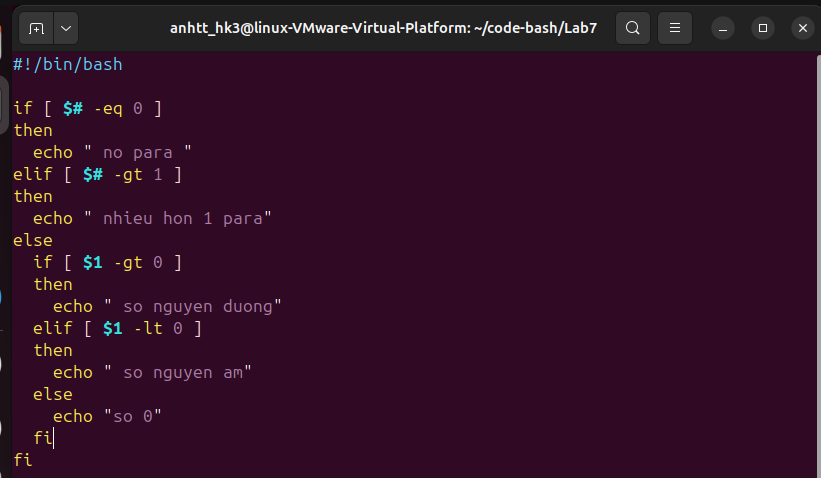 anhtt_hk3@linux-VMware-Virtual-Platform: ~/code-bash/Lab7
#!/bin/bash

if [ $# -eq 0 ]
then
  echo " no para "
elif [ $# -gt 1 ]
then
  echo " nhieu hon 1 para"
else
  if [ $1 -gt 0 ]
  then
    echo " so nguyen duong"
  elif [ $1 -lt 0 ]
  then
    echo " so nguyen am"
  else
    echo "so 0"
  fi
fi